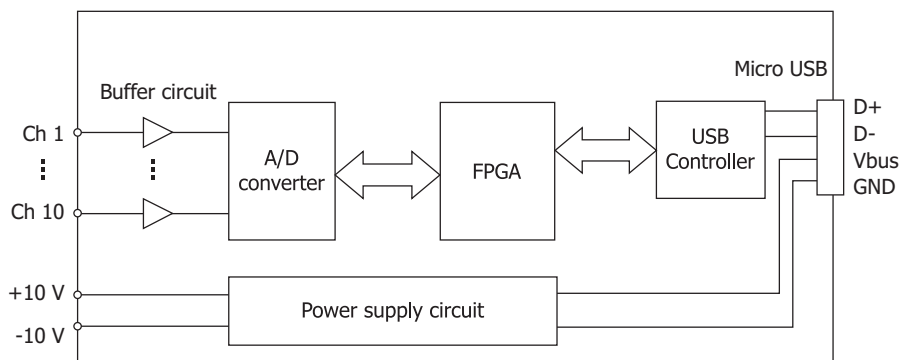 Micro USB
Buffer circuit
D+
Ch 1
A/D
converter
FPGA
USB
Controller
D-
Vbus
GND
Ch 10
+10 V
Power supply circuit
-10 V